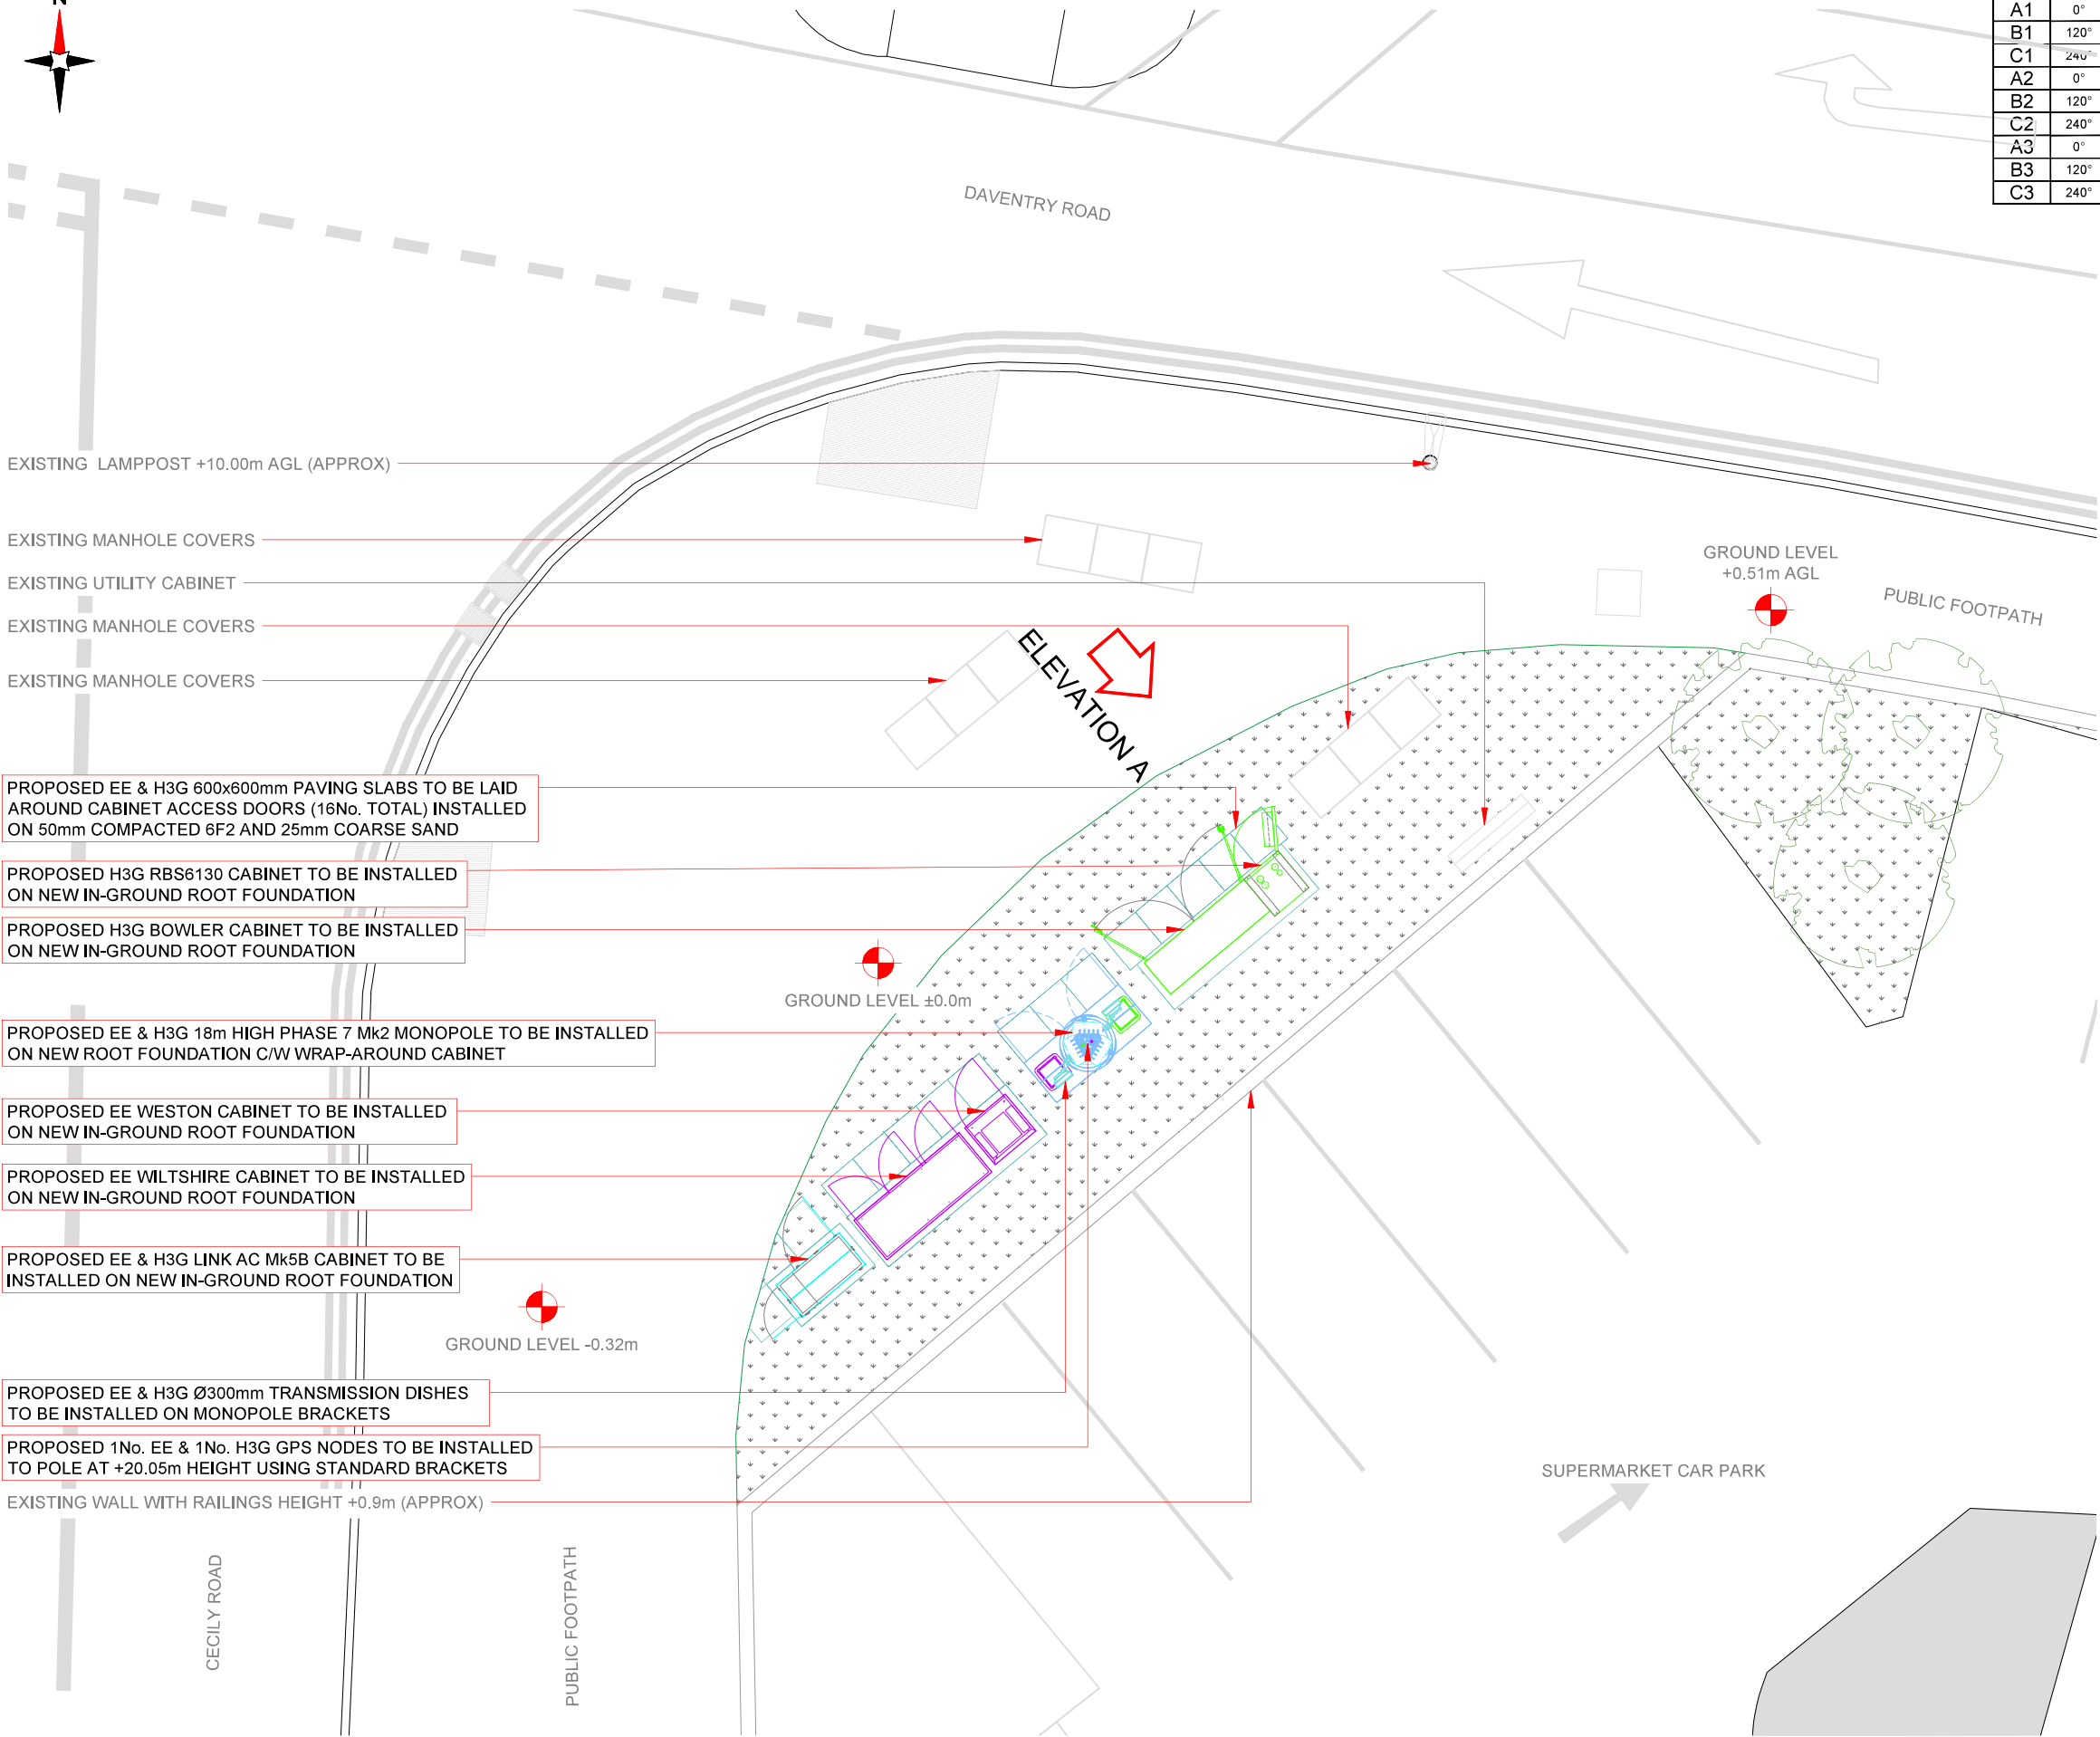 N
A1 0°
B1 120°
C1 240°
A2 0°
B2 120°
C2 240°
A3 0°
B3 120°
C3 240°
DAVENTRY ROAD
EXISTING LAMPPOST +10.00m AGL (APPROX)
EXISTING MANHOLE COVERS
EXISTING UTILITY CABINET
EXISTING MANHOLE COVERS
EXISTING MANHOLE COVERS
GROUND LEVEL
+0.51m AGL
PUBLIC FOOTPATH
ELEVATION A
PROPOSED EE & H3G 600x600mm PAVING SLABS TO BE LAID
AROUND CABINET ACCESS DOORS (16No. TOTAL) INSTALLED
ON 50mm COMPACTED 6F2 AND 25mm COARSE SAND
PROPOSED H3G RBS6130 CABINET TO BE INSTALLED
ON NEW IN-GROUND ROOT FOUNDATION
PROPOSED H3G BOWLER CABINET TO BE INSTALLED
ON NEW IN-GROUND ROOT FOUNDATION
GROUND LEVEL ±0.0m
PROPOSED EE & H3G 18m HIGH PHASE 7 Mk2 MONOPOLE TO BE INSTALLED
ON NEW ROOT FOUNDATION C/W WRAP-AROUND CABINET
PROPOSED EE WESTON CABINET TO BE INSTALLED
ON NEW IN-GROUND ROOT FOUNDATION
PROPOSED EE WILTSHIRE CABINET TO BE INSTALLED
ON NEW IN-GROUND ROOT FOUNDATION
PROPOSED EE & H3G LINK AC Mk5B CABINET TO BE
INSTALLED ON NEW IN-GROUND ROOT FOUNDATION
GROUND LEVEL -0.32m
PROPOSED EE & H3G Ø300mm TRANSMISSION DISHES
TO BE INSTALLED ON MONOPOLE BRACKETS
PROPOSED 1No. EE & 1No. H3G GPS NODES TO BE INSTALLED
TO POLE AT +20.05m HEIGHT USING STANDARD BRACKETS
EXISTING WALL WITH RAILINGS HEIGHT +0.9m (APPROX)
SUPERMARKET CAR PARK
CECILY ROAD
PUBLIC FOOTPATH